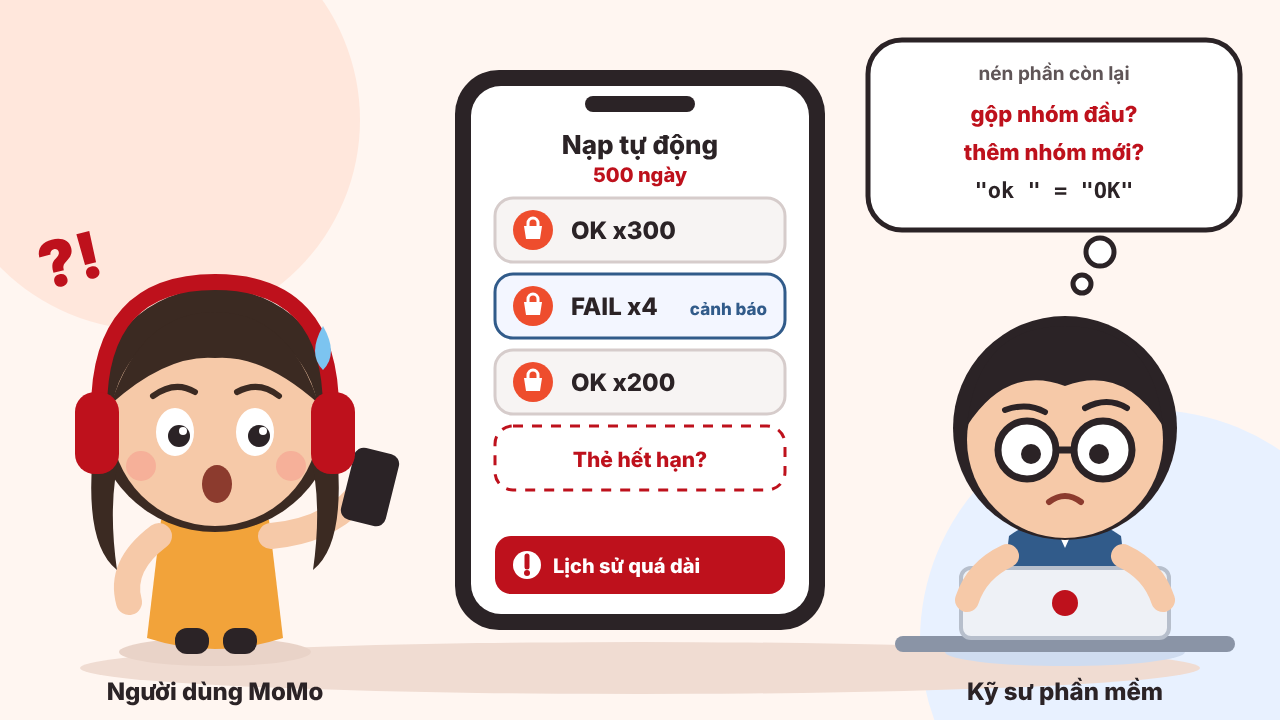 ?!
Nạp tự động
500 ngày
OK x300
FAIL x4 cảnh báo
OK x200
Thẻ hết hạn?
Lịch sử quá dài
nén phần còn lại
gộp nhóm đầu?
thêm nhóm mới?
"ok " = "OK"
Người dùng MoMo
Kỹ sư phần mềm